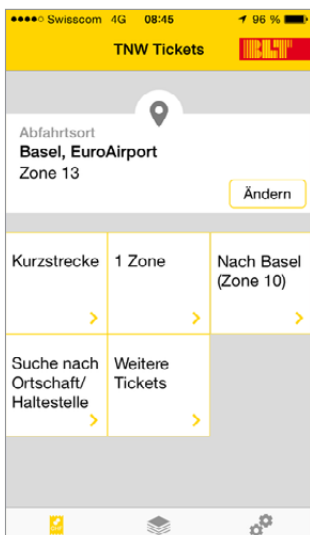 Swisscom 4G 08:45 96 %
TNW Tickets
BLT
Abfahrtsort
Basel, EuroAirport
Zone 13
Ändern
Kurzstrecke
1 Zone
Nach Basel
(Zone 10)
Suche nach
Ortschaft/
Haltestelle
Weitere
Tickets